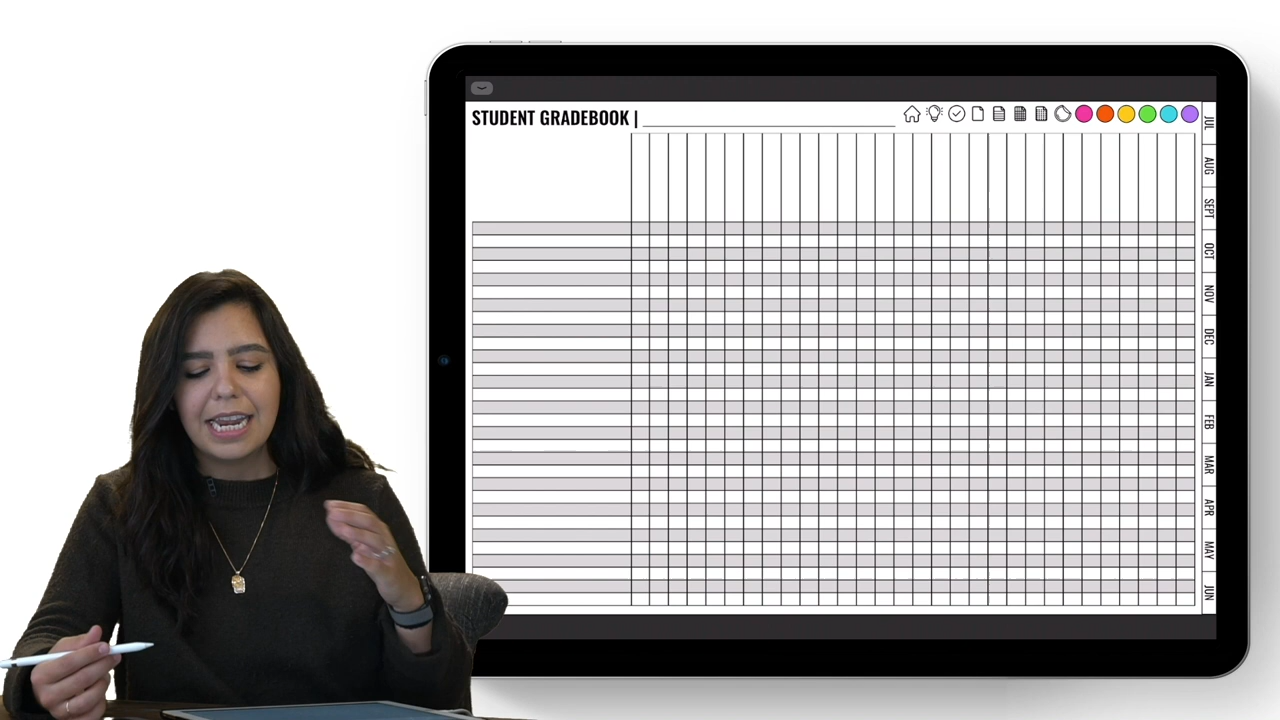 STUDENT GRADEBOOK |
JUL
AUG
SEPT
OCT
NOV
DEC
JAN
FEB
MAR
APR
MAY
JUN